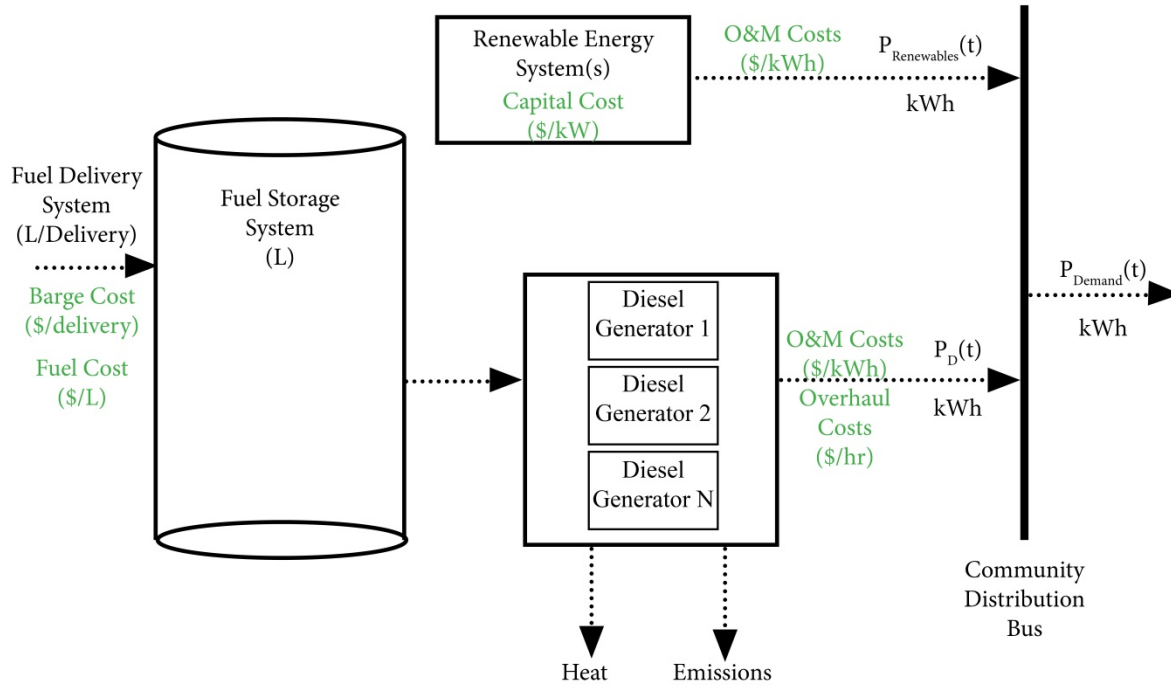 Renewable Energy
System(s)
Capital Cost
($/kW)
O&M Costs
($/kWh)
P_Renewables(t)
kWh
Fuel Delivery
System
(L/Delivery)
Barge Cost
($/delivery)
Fuel Cost
($/L)
Fuel Storage
System
(L)
Diesel
Generator 1
Diesel
Generator 2
Diesel
Generator N
O&M Costs
($/kWh)
Overhaul
Costs
($/hr)
P_D(t)
kWh
P_Demand(t)
kWh
Community
Distribution
Bus
Heat
Emissions